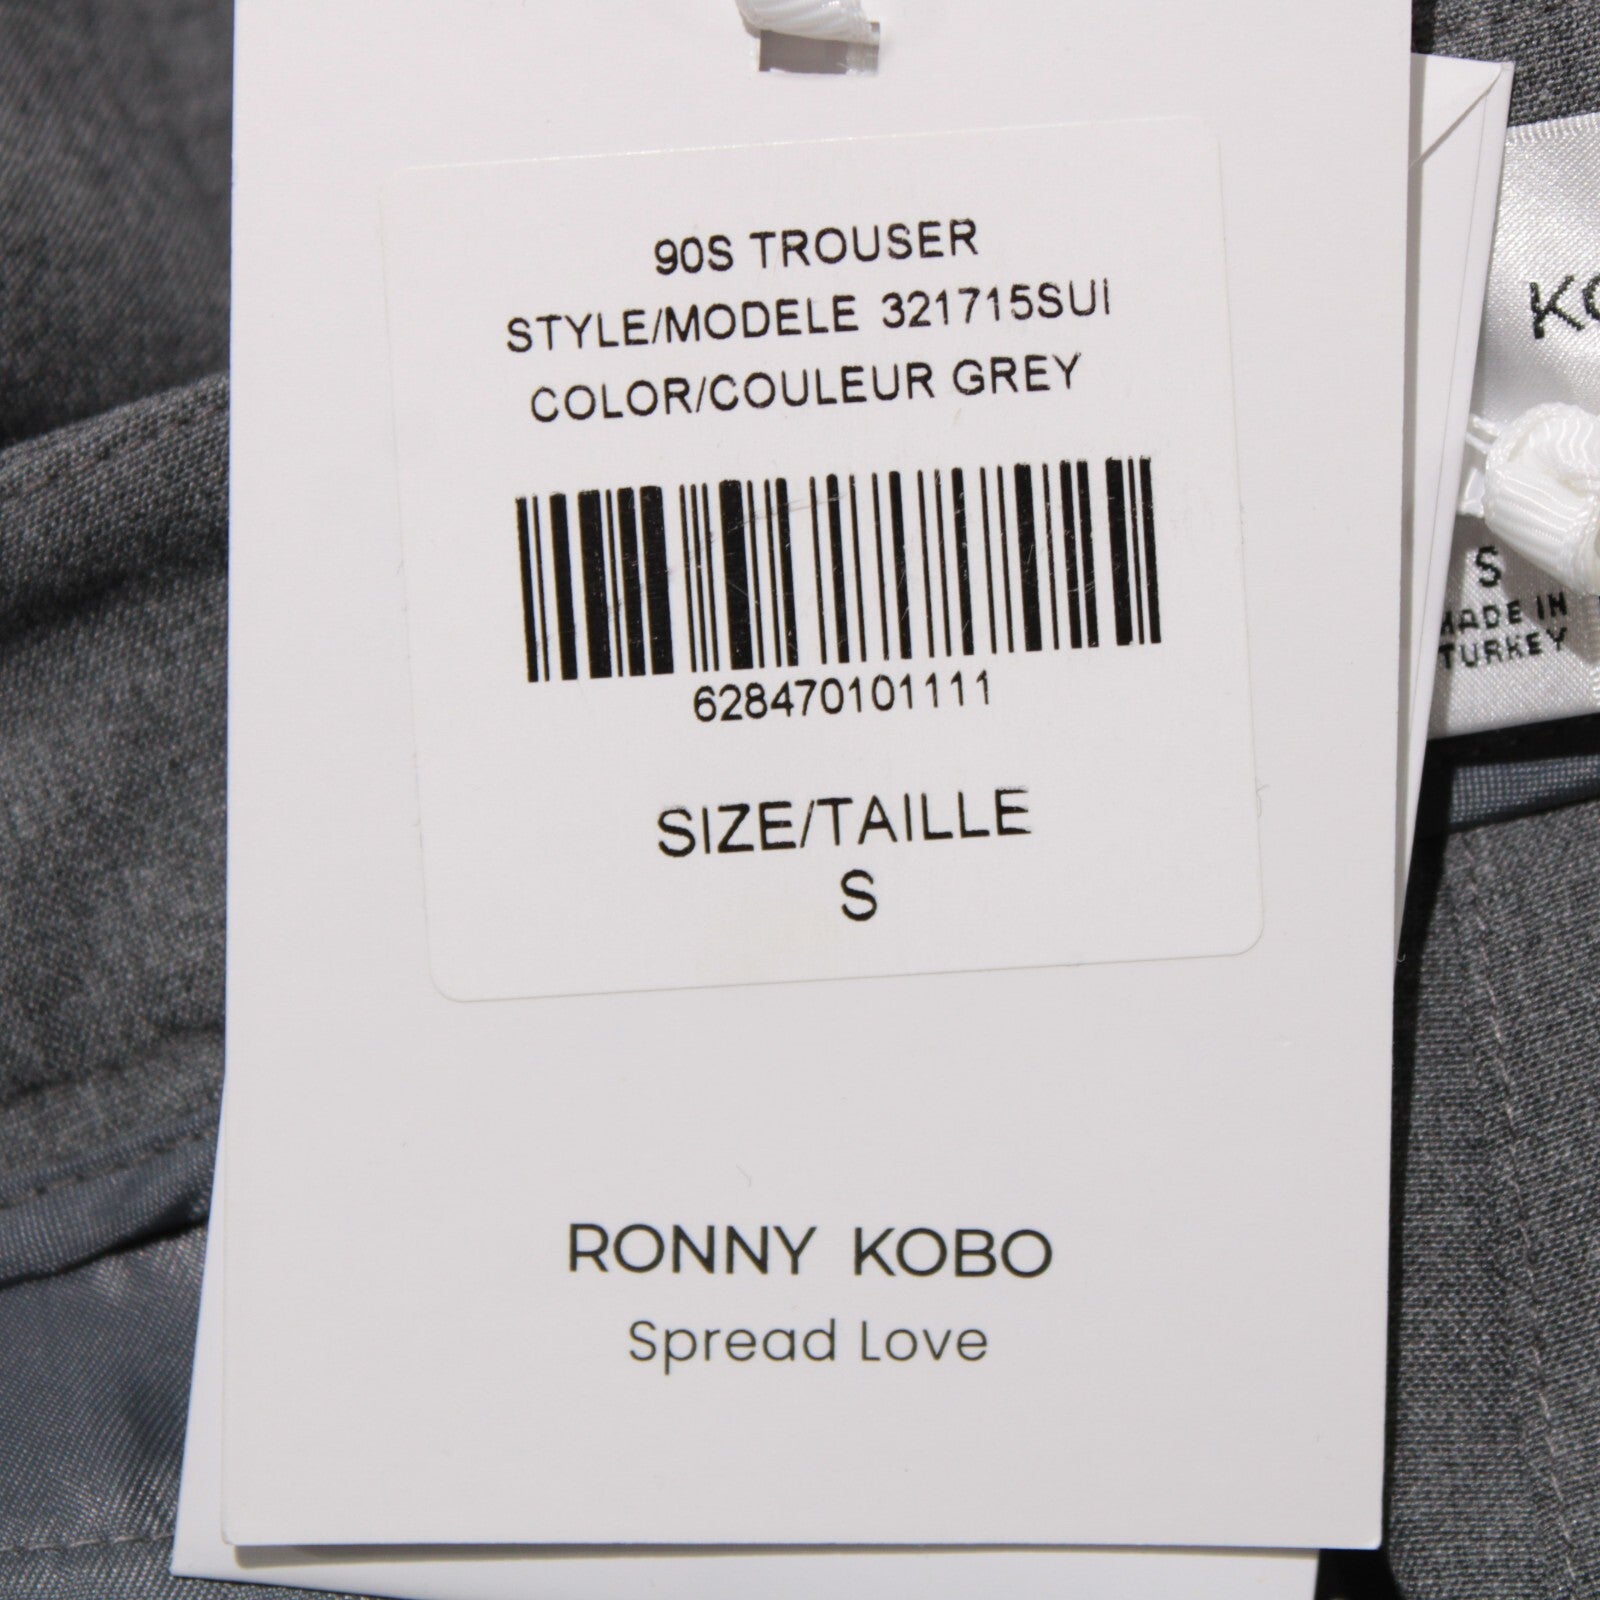 90S TROUSER
STYLE/MODELE 321715SUI
COLOR/COULEUR GREY
628470101111
SIZE/TAILLE
S
RONNY KOBO
Spread Love
S
MADE IN
TURKEY